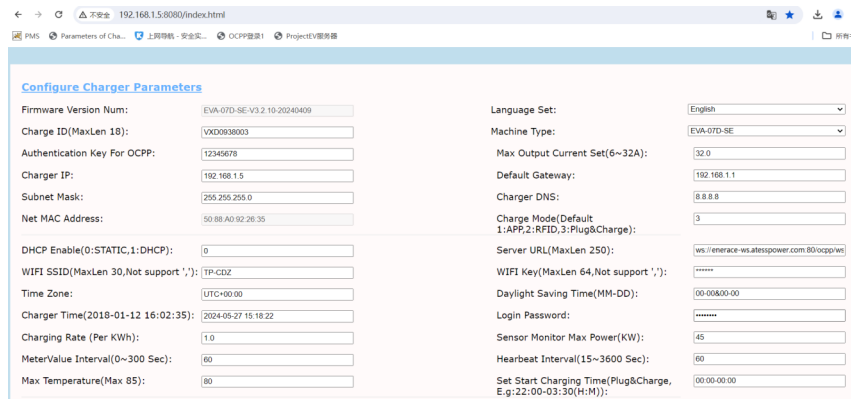 不安全 192.168.1.5:8080/index.html
PMS Parameters of Cha... 上网导航 - 安全实... OCPP登录1 ProjectEV服务器 所有
Configure Charger Parameters
Firmware Version Num: EVA-07D-SE-V3.2.10-20240409 Language Set: English
Charge ID(MaxLen 18): VXD0938003 Machine Type: EVA-07D-SE
Authentication Key For OCPP: 12345678 Max Output Current Set(6~32A): 32.0
Charger IP: 192.168.1.5 Default Gateway: 192.168.1.1
Subnet Mask: 255.255.255.0 Charger DNS: 8.8.8.8
Net MAC Address: 50:88:A0:92:26:35 Charge Mode(Default
1:APP,2:RFID,3:Plug&Charge): 3
DHCP Enable(0:STATIC,1:DHCP): 0 Server URL(MaxLen 250): ws://enerace-ws.atesspower.com:80/ocpp/ws
WIFI SSID(MaxLen 30,Not support ','): TP-CDZ WIFI Key(MaxLen 64,Not support ','): ••••••
Time Zone: UTC+00:00 Daylight Saving Time(MM-DD): 00-00&00-00
Charger Time(2018-01-12 16:02:35): 2024-05-27 15:18:22 Login Password: ••••••••
Charging Rate (Per KWh): 1.0 Sensor Monitor Max Power(KW): 45
MeterValue Interval(0~300 Sec): 60 Hearbeat Interval(15~3600 Sec): 60
Max Temperature(Max 85): 80 Set Start Charging Time(Plug&Charge,
E.g:22:00-03:30(H:M)): 00:00-00:00